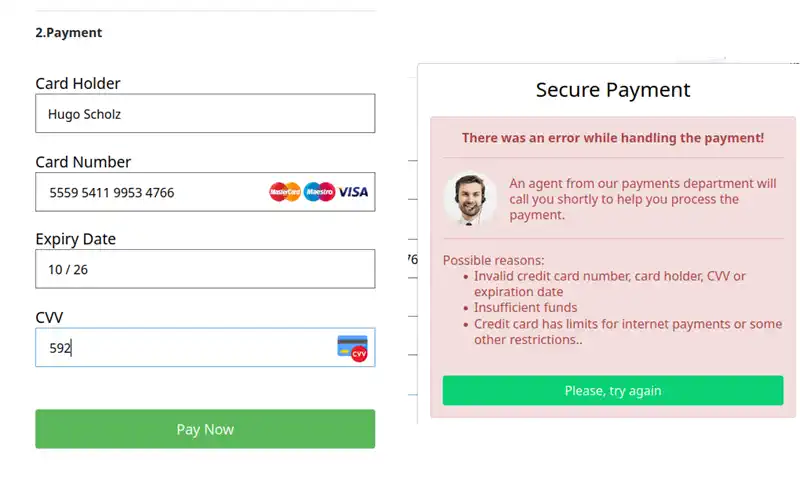 2.Payment
Card Holder
Hugo Scholz
Card Number
5559 5411 9953 4766
MasterCard Maestro VISA
Expiry Date
10 / 26
CVV
592
CVV
Pay Now
Secure Payment
There was an error while handling the payment!
An agent from our payments department will
call you shortly to help you process the
payment.
Possible reasons:
Invalid credit card number, card holder, CVV or
expiration date
Insufficient funds
Credit card has limits for internet payments or some
other restrictions..
Please, try again